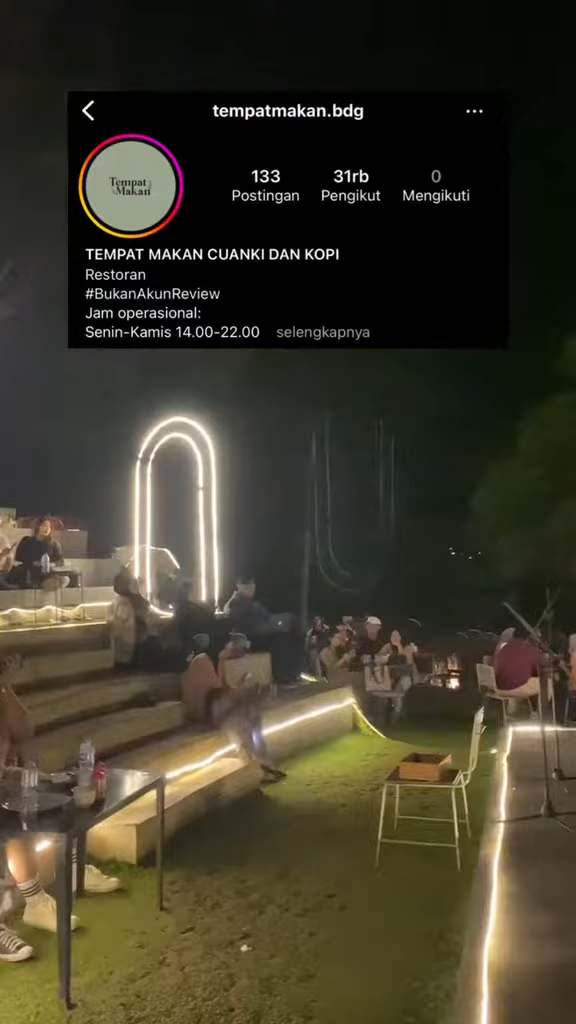 tempatmakan.bdg
Tempat
Makan
133 31rb 0
Postingan Pengikut Mengikuti
TEMPAT MAKAN CUANKI DAN KOPI
Restoran
#BukanAkunReview
Jam operasional:
Senin-Kamis 14.00-22.00 selengkapnya